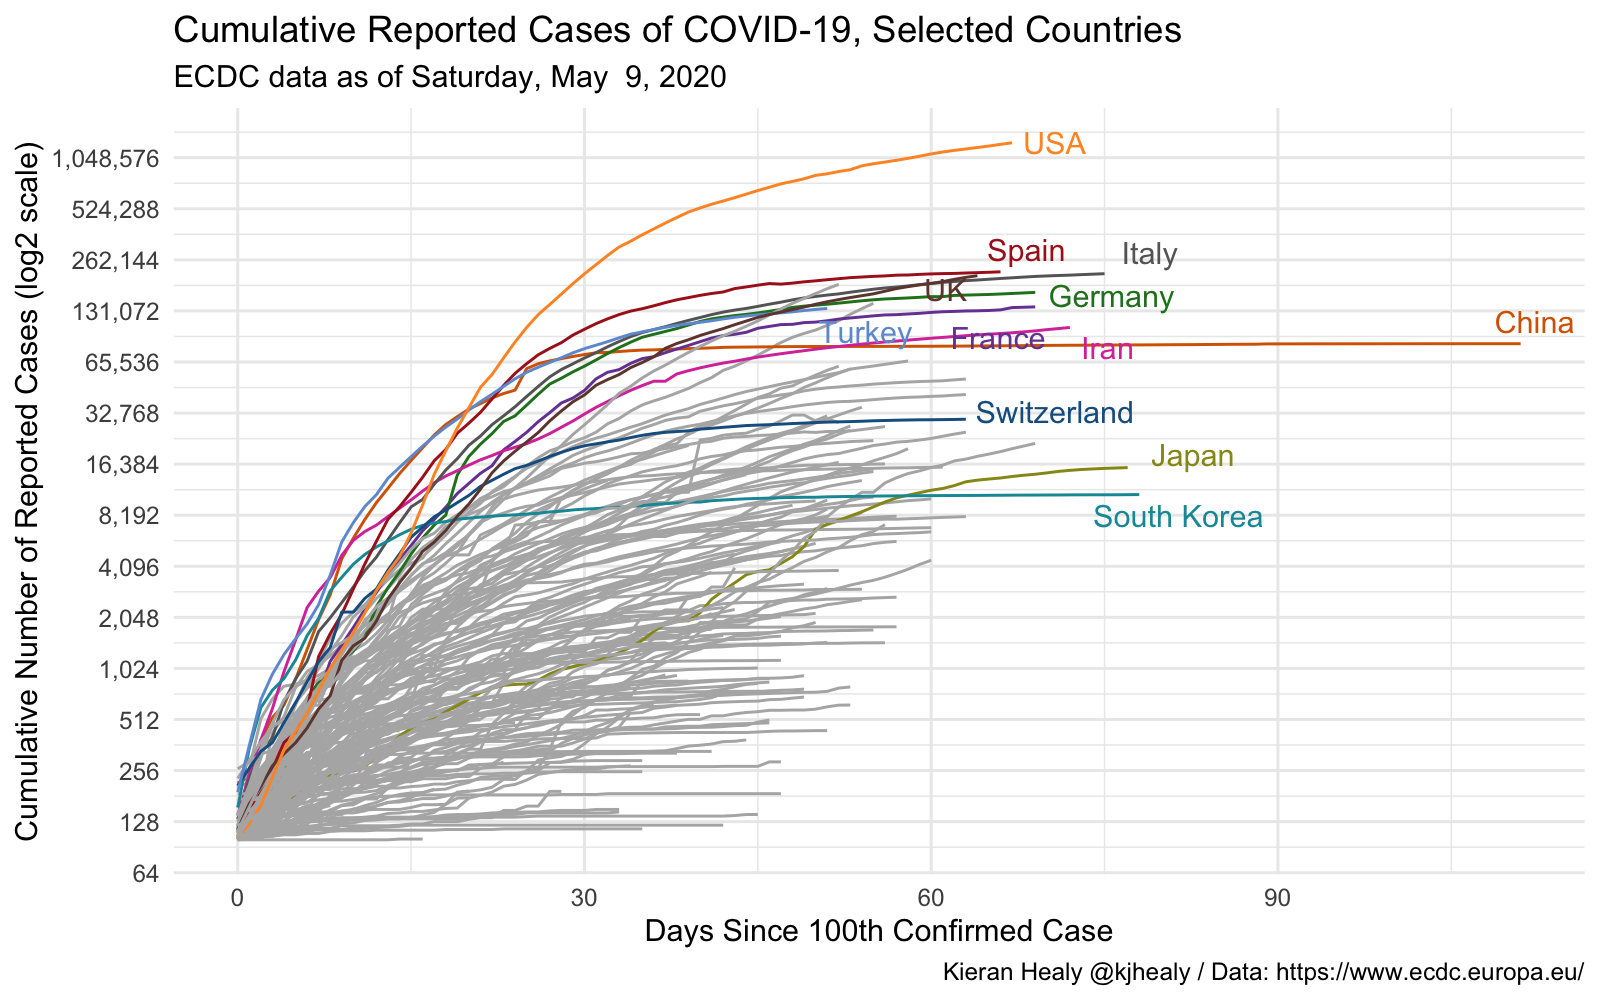 Cumulative Reported Cases of COVID-19, Selected Countries
ECDC data as of Saturday, May  9, 2020
Cumulative Number of Reported Cases (log2 scale)
1,048,576
524,288
262,144
131,072
65,536
32,768
16,384
8,192
4,096
2,048
1,024
512
256
128
64
USA
Spain
Italy
UK
Germany
China
Turkey
France
Iran
Switzerland
Japan
South Korea
0
30
60
90
Days Since 100th Confirmed Case
Kieran Healy @kjhealy / Data: https://www.ecdc.europa.eu/